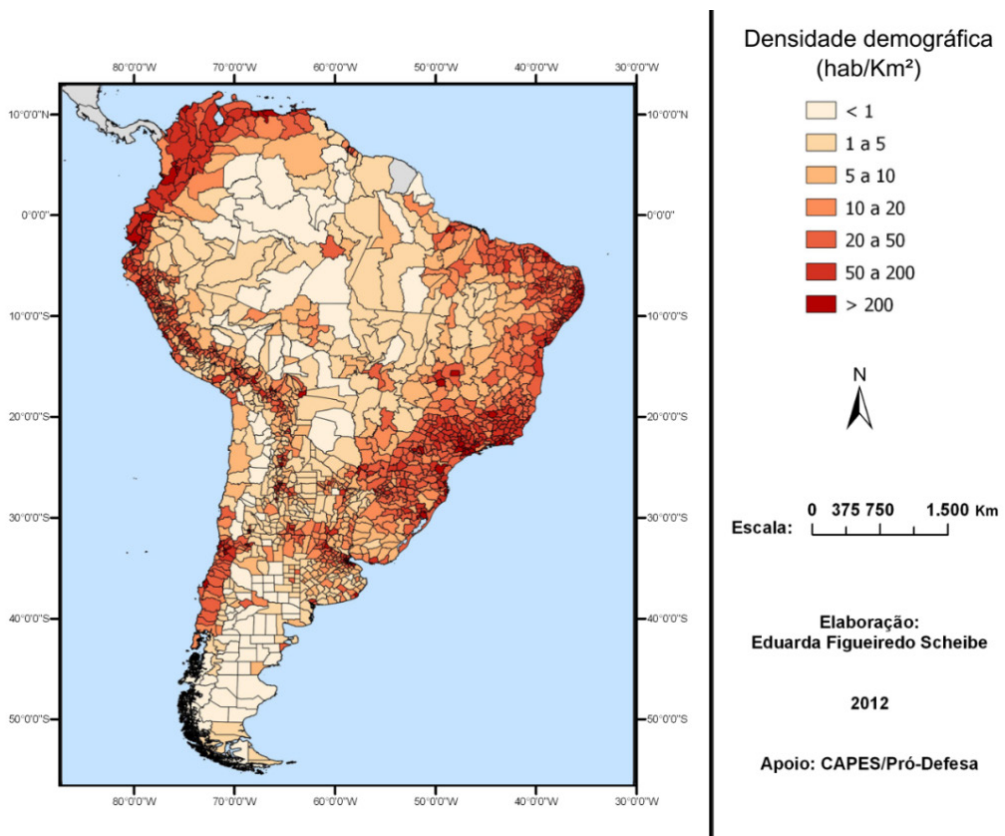 80°0'0"W 70°0'0"W 60°0'0"W 50°0'0"W 40°0'0"W 30°0'0"W
10°0'0"N 10°0'0"N
0°0'0" 0°0'0"
10°0'0"S 10°0'0"S
20°0'0"S 20°0'0"S
30°0'0"S 30°0'0"S
40°0'0"S 40°0'0"S
50°0'0"S 50°0'0"S
80°0'0"W 70°0'0"W 60°0'0"W 50°0'0"W 40°0'0"W 30°0'0"W
Densidade demográfica
(hab/Km²)
< 1
1 a 5
5 a 10
10 a 20
20 a 50
50 a 200
> 200
N
0 375 750 1.500 Km
Escala:
Elaboração:
Eduarda Figueiredo Scheibe
2012
Apoio: CAPES/Pró-Defesa